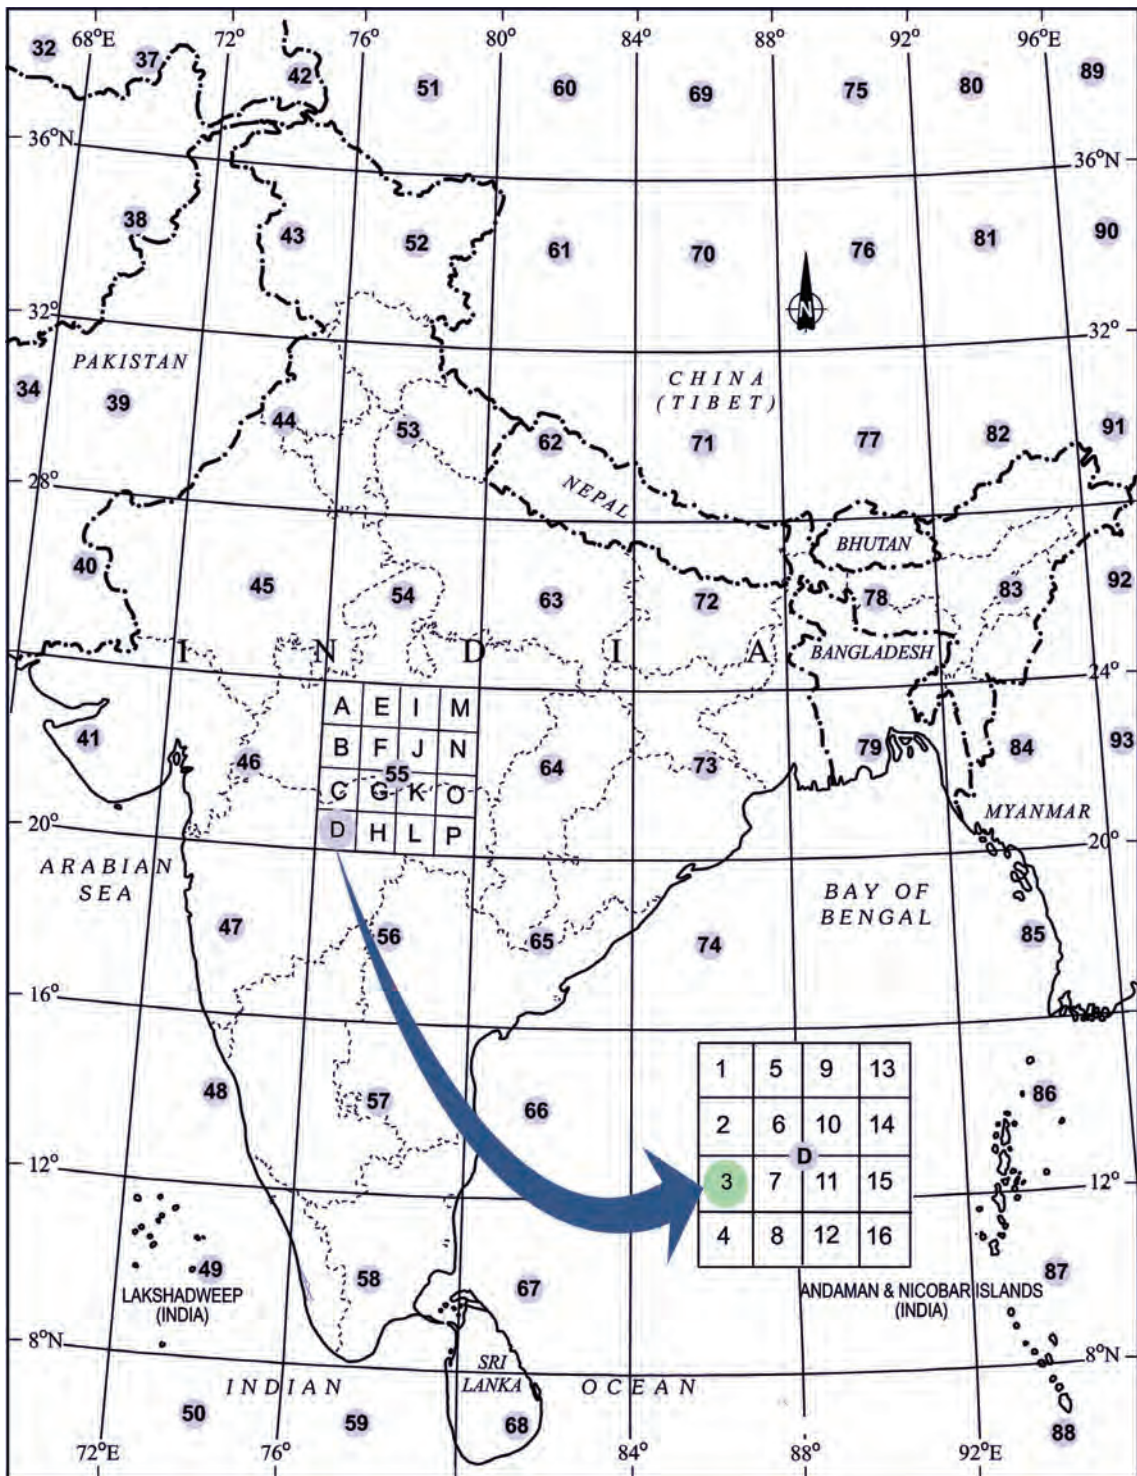 68°E 72° 76° 80° 84° 88° 92° 96°E
32 37 42 51 60 69 75 80 89
36°N 36°N
38 43 52 61 70 76 81 90
N
32° 32°
PAKISTAN
CHINA
(TIBET)
34 39 44 53 62 71 77 82 91
28° 28°
NEPAL
BHUTAN
40 45 54 63 72 78 83 92
I N D I A
BANGLADESH
24°
A E I M
B F J N
41 46 55 64 73 79 84 93
C G K O
D H L P
MYANMAR
20° 20°
ARABIAN
SEA
BAY OF
BENGAL
47 56 65 74 85
16°
1 5 9 13
48 57 66 86
2 6 10 14
D
12° 12°
3 7 11 15
4 8 12 16
49 58 67 87
LAKSHADWEEP
(INDIA)
ANDAMAN & NICOBAR ISLANDS
(INDIA)
8°N 8°N
SRI
LANKA
INDIAN OCEAN
50 59 68 88
72°E 76° 84° 88° 92°E